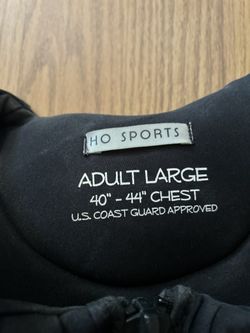 HO SPORTS
ADULT LARGE
40" - 44" CHEST
U.S. COAST GUARD APPROVED